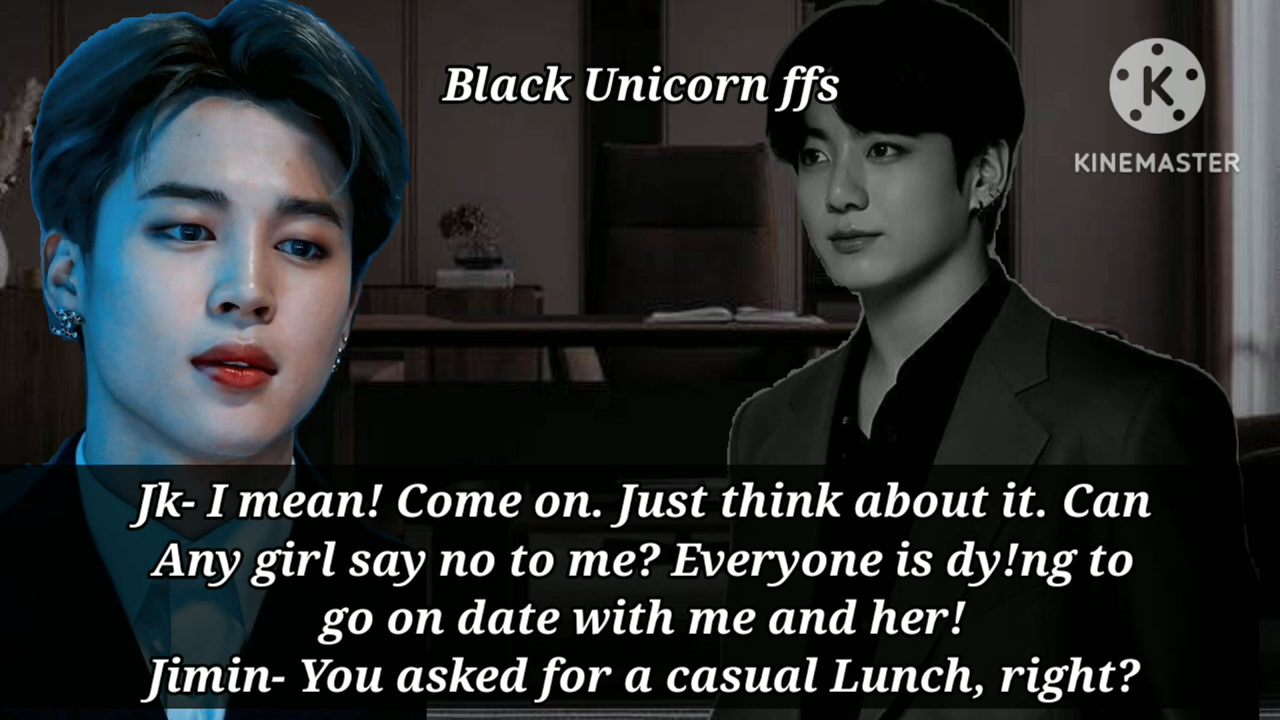 Black Unicorn ffs
K
KINEMASTER
Jk- I mean! Come on. Just think about it. Can
Any girl say no to me? Everyone is dy!ng to
go on date with me and her!
Jimin- You asked for a casual Lunch, right?